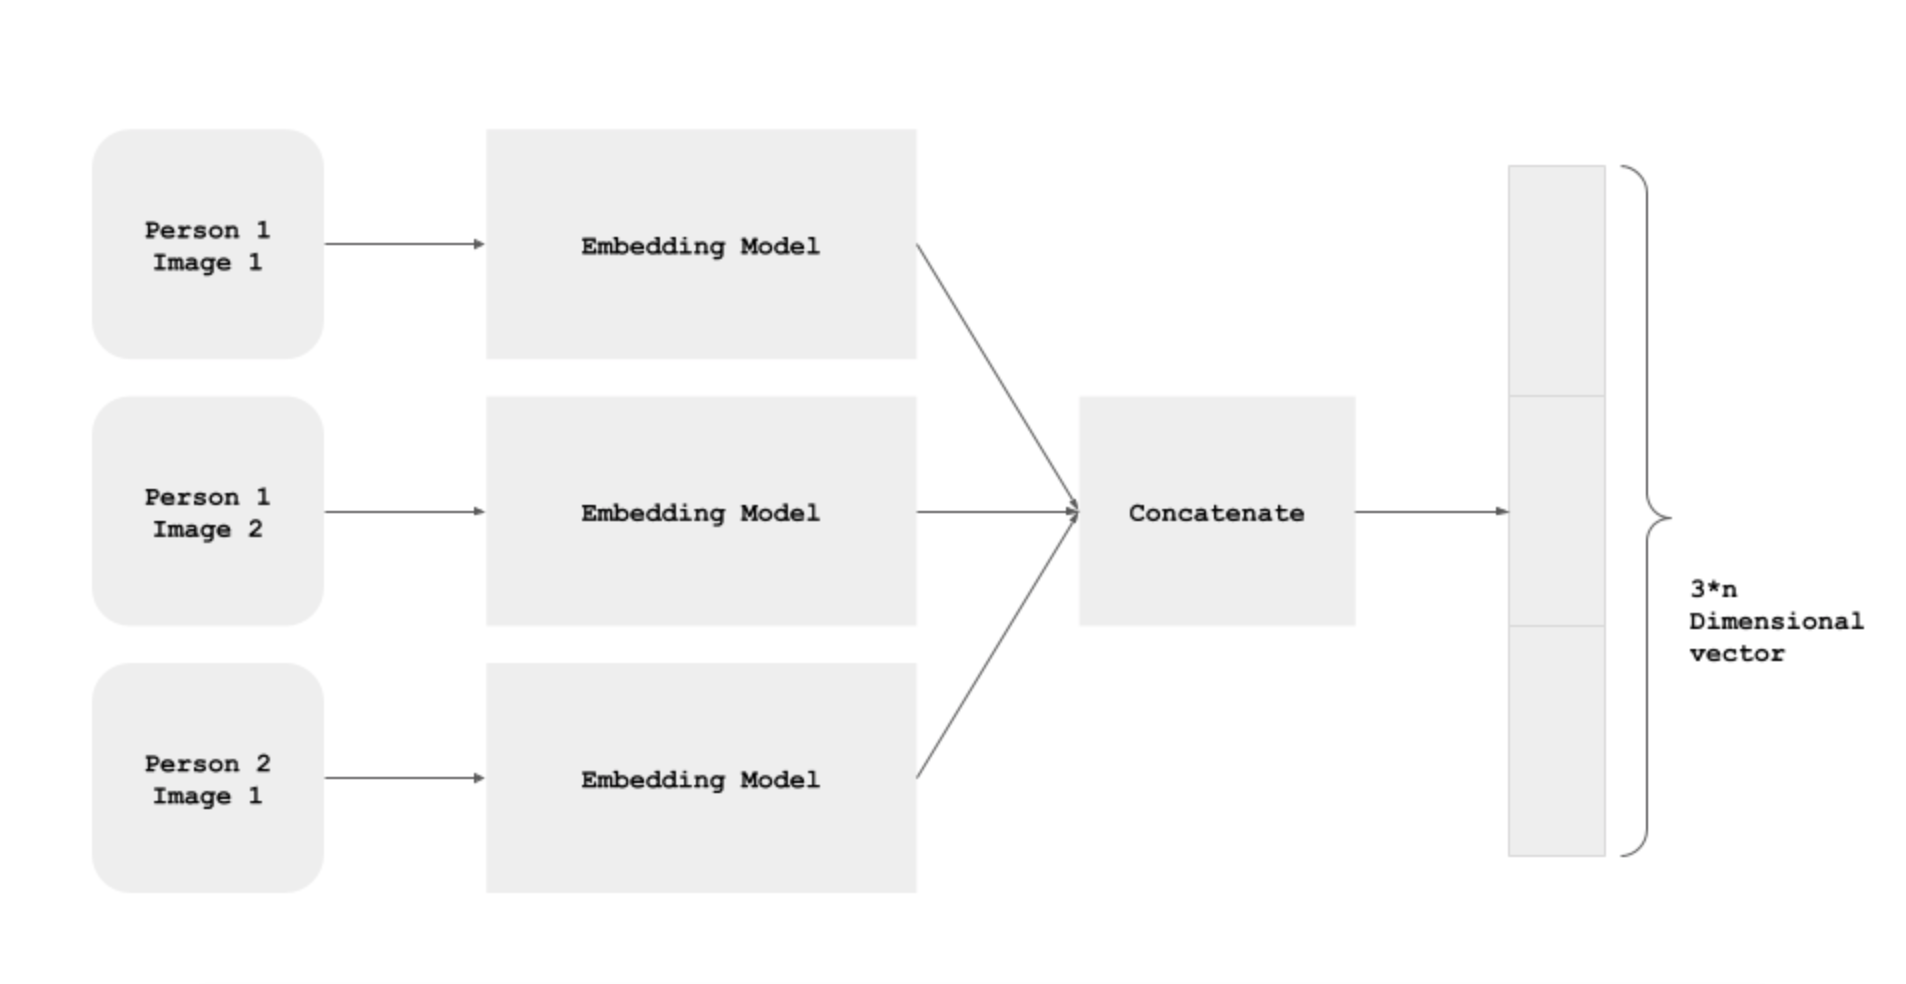 Person 1
Image 1
Embedding Model
Person 1
Image 2
Embedding Model
Concatenate
3*n
Dimensional
vector
Person 2
Image 1
Embedding Model